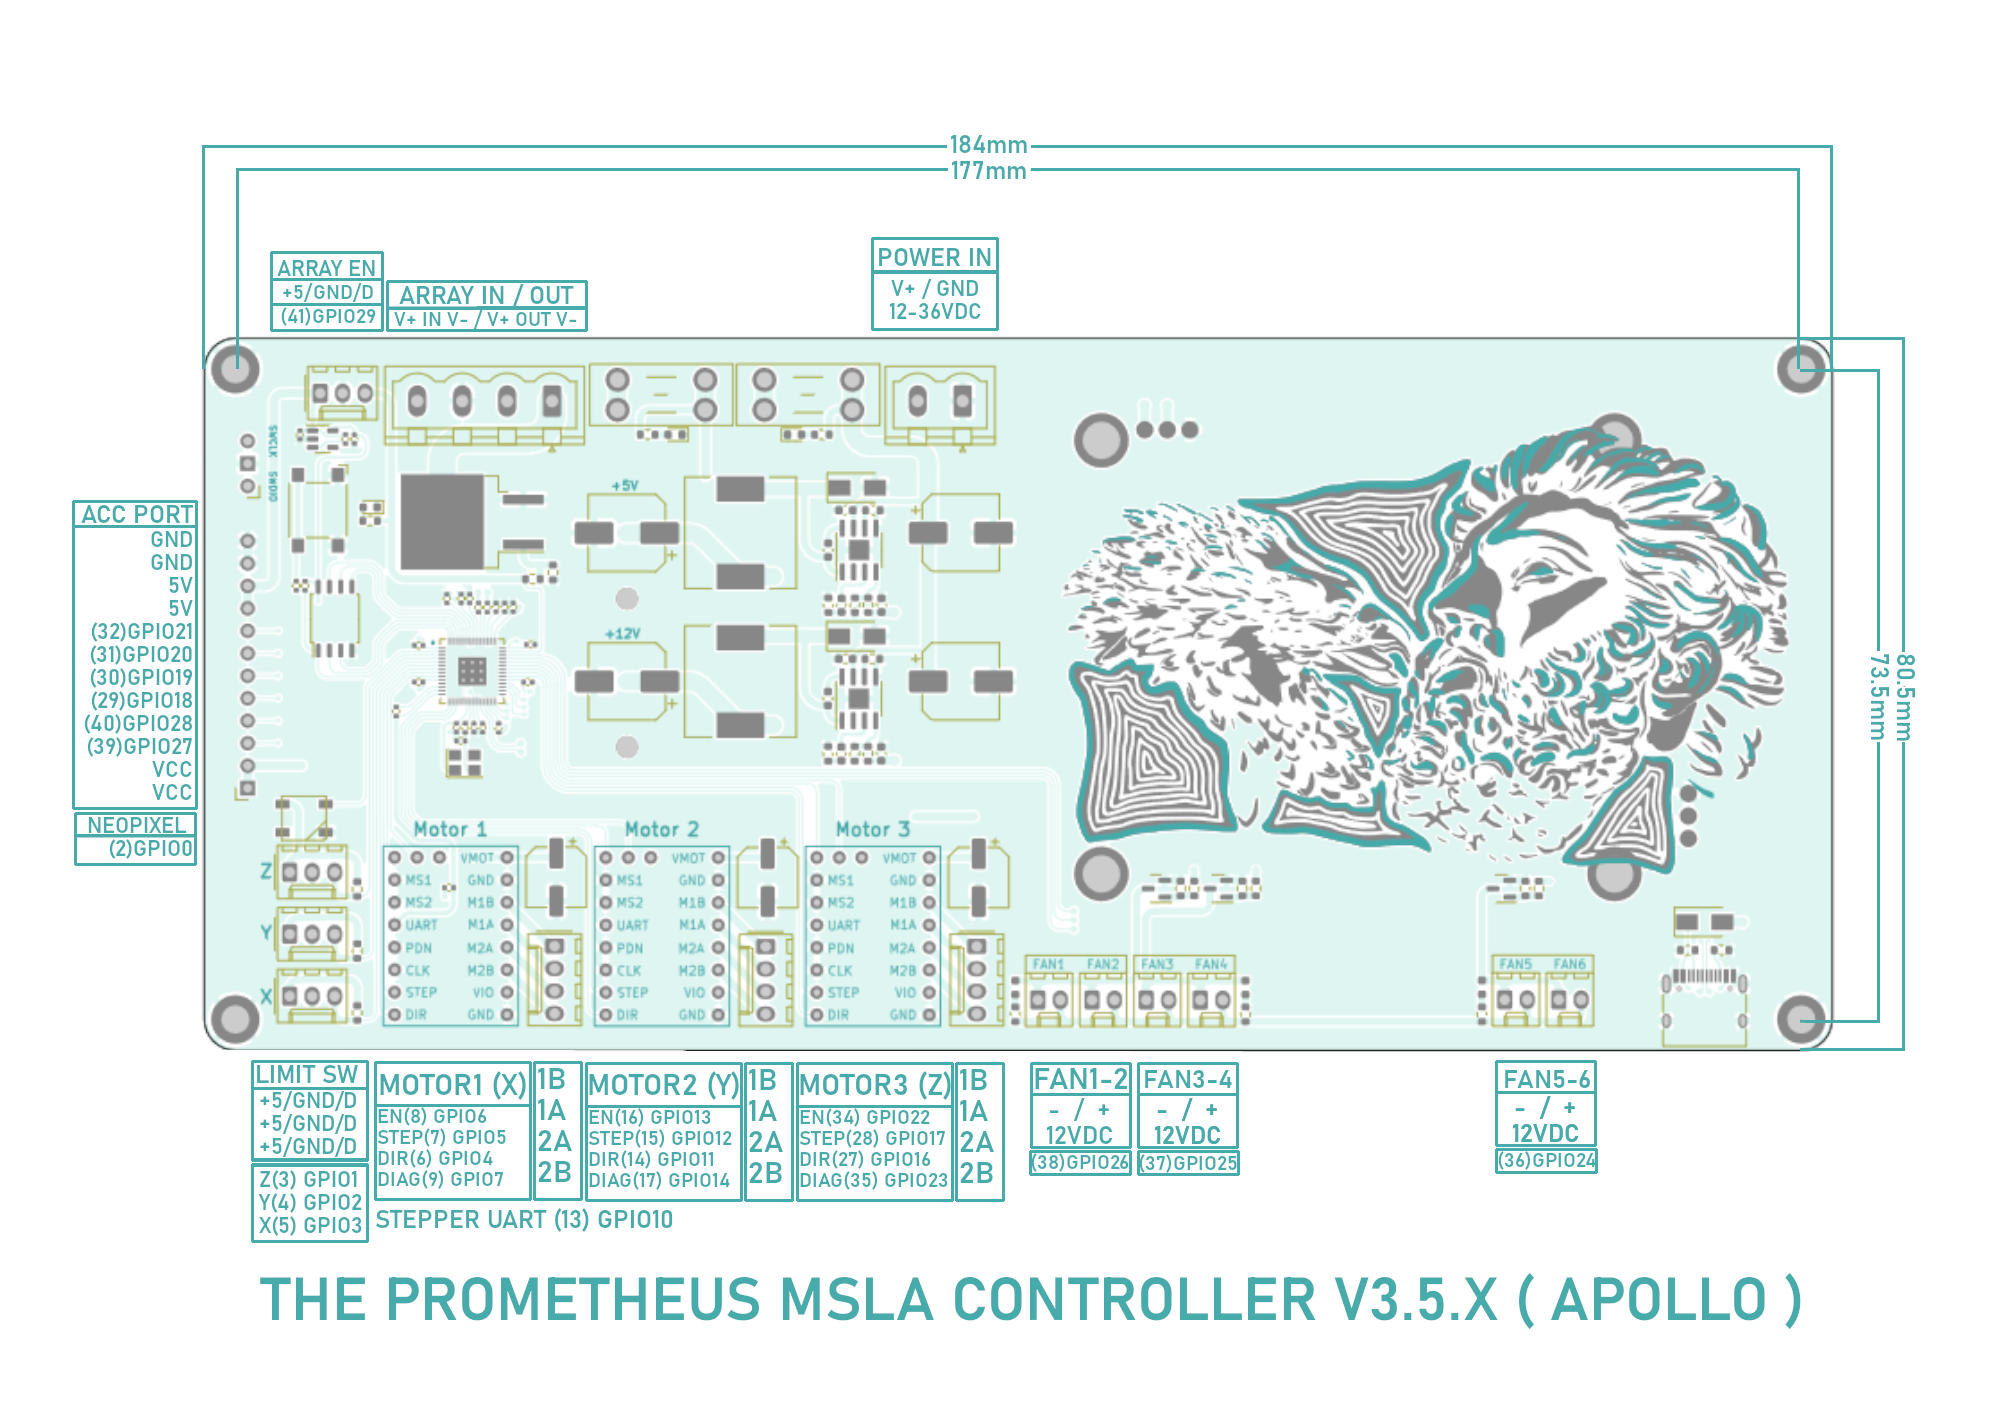 184mm
177mm
ARRAY EN
+5/GND/D
(41)GPIO29
ARRAY IN / OUT
V+ IN V- / V+ OUT V-
POWER IN
V+ / GND
12-36VDC
80.5mm
73.5mm
SWCLK SWDIO
+5V
+12V
ACC PORT
GND
GND
5V
5V
(32)GPIO21
(31)GPIO20
(30)GPIO19
(29)GPIO18
(40)GPIO28
(39)GPIO27
VCC
VCC
NEOPIXEL
(2)GPIO0
Z
Y
X
Motor 1
VMOT
MS1 GND
MS2 M1B
UART M1A
PDN M2A
CLK M2B
STEP VIO
DIR GND
Motor 2
VMOT
MS1 GND
MS2 M1B
UART M1A
PDN M2A
CLK M2B
STEP VIO
DIR GND
Motor 3
VMOT
MS1 GND
MS2 M1B
UART M1A
PDN M2A
CLK M2B
STEP VIO
DIR GND
FAN1 FAN2 FAN3 FAN4
FAN5 FAN6
LIMIT SW
+5/GND/D
+5/GND/D
+5/GND/D
Z(3) GPIO1
Y(4) GPIO2
X(5) GPIO3
MOTOR1 (X)
EN(8) GPIO6
STEP(7) GPIO5
DIR(6) GPIO4
DIAG(9) GPIO7
1B
1A
2A
2B
MOTOR2 (Y)
EN(16) GPIO13
STEP(15) GPIO12
DIR(14) GPIO11
DIAG(17) GPIO14
1B
1A
2A
2B
MOTOR3 (Z)
EN(34) GPIO22
STEP(28) GPIO17
DIR(27) GPIO16
DIAG(35) GPIO23
1B
1A
2A
2B
STEPPER UART (13) GPIO10
FAN1-2
- / +
12VDC
(38)GPIO26
FAN3-4
- / +
12VDC
(37)GPIO25
FAN5-6
- / +
12VDC
(36)GPIO24
THE PROMETHEUS MSLA CONTROLLER V3.5.X ( APOLLO )